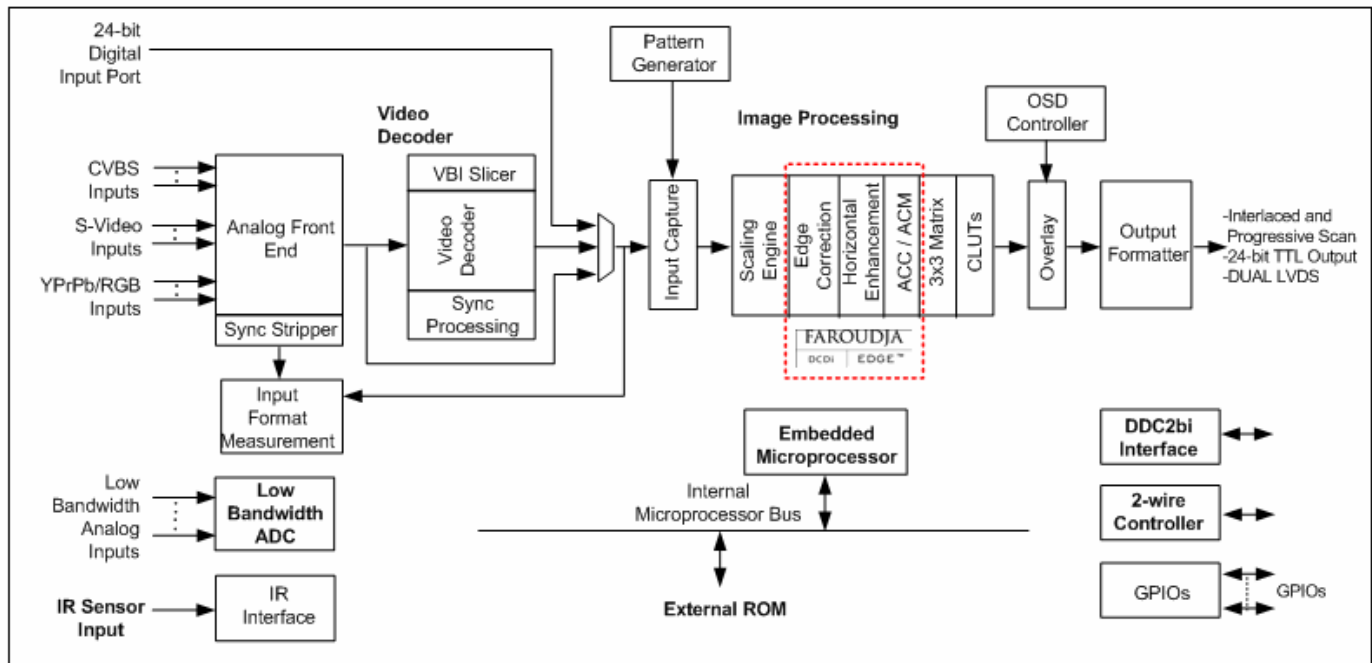 24-bit
Digital
Input Port
Pattern
Generator
Video
Decoder
Image Processing
OSD
Controller
CVBS
Inputs
S-Video
Inputs
YPrPb/RGB
Inputs
Analog Front
End
Sync Stripper
VBI Slicer
Video
Decoder
Sync
Processing
Input Capture
Scaling
Engine
Edge
Correction
Horizontal
Enhancement
ACC / ACM
3x3 Matrix
CLUTs
FAROUDJA
DCDi EDGE™
Overlay
Output
Formatter
-Interlaced and
Progressive Scan
-24-bit TTL Output
-DUAL LVDS
Input
Format
Measurement
Embedded
Microprocessor
DDC2bi
Interface
Low
Bandwidth
Analog
Inputs
Low
Bandwidth
ADC
Internal
Microprocessor Bus
2-wire
Controller
IR Sensor
Input
IR
Interface
External ROM
GPIOs
GPIOs